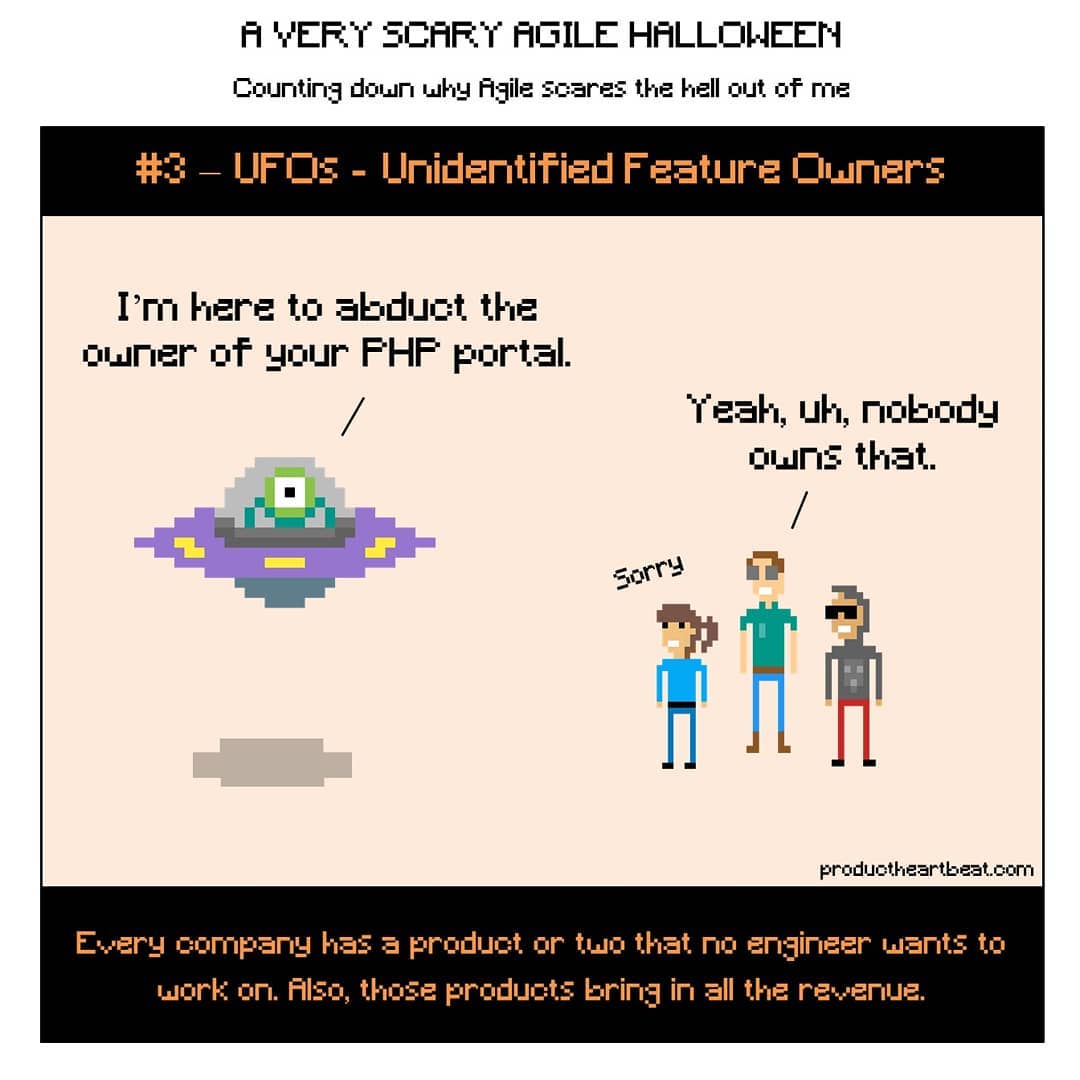 A VERY SCARY AGILE HALLOWEEN
Counting down why Agile scares the hell out of me
#3 – UFOs - Unidentified Feature Owners
I'm here to abduct the
owner of your PHP portal.
Yeah, uh, nobody
owns that.
Sorry
productheartbeat.com
Every company has a product or two that no engineer wants to
work on. Also, those products bring in all the revenue.